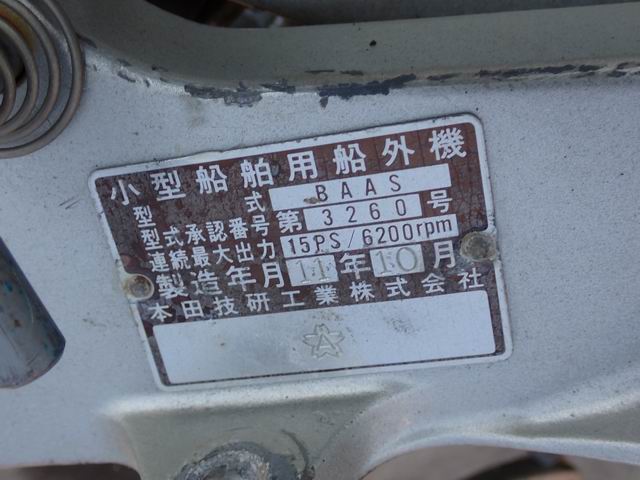 小型船舶用船外機
型式 BAAS
型式承認番号 第 3260 号
連続最大出力 15PS/6200rpm
製造年月 11 年 10 月
本田技研工業株式会社